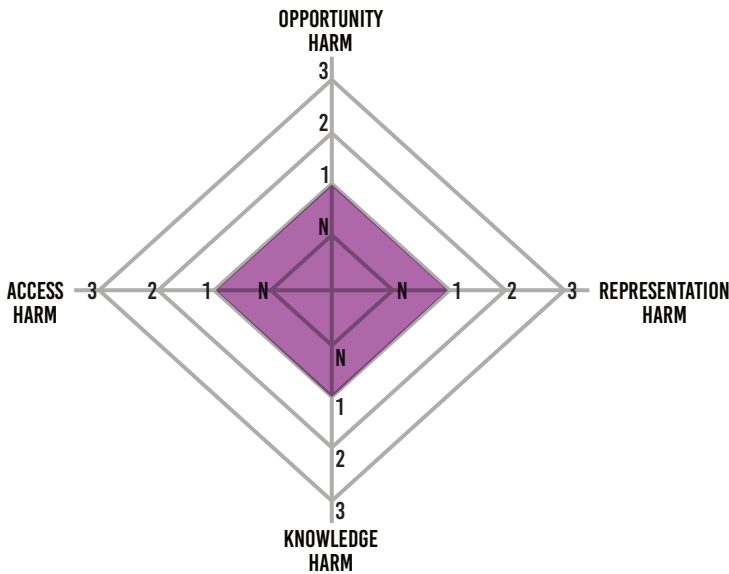 OPPORTUNITY
HARM
3
2
1
N
ACCESS
HARM
3 2 1 N N 1 2 3
REPRESENTATION
HARM
N
1
2
3
KNOWLEDGE
HARM